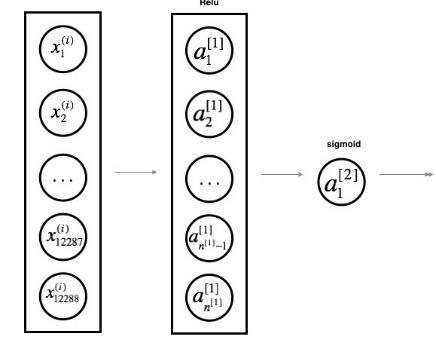 Relu
x_1^{(i)}
x_2^{(i)}
...
x_{12287}^{(i)}
x_{12288}^{(i)}
a_1^{[1]}
a_2^{[1]}
...
a_{n^{[1]}-1}^{[1]}
a_{n^{[1]}}^{[1]}
sigmoid
a_1^{[2]}